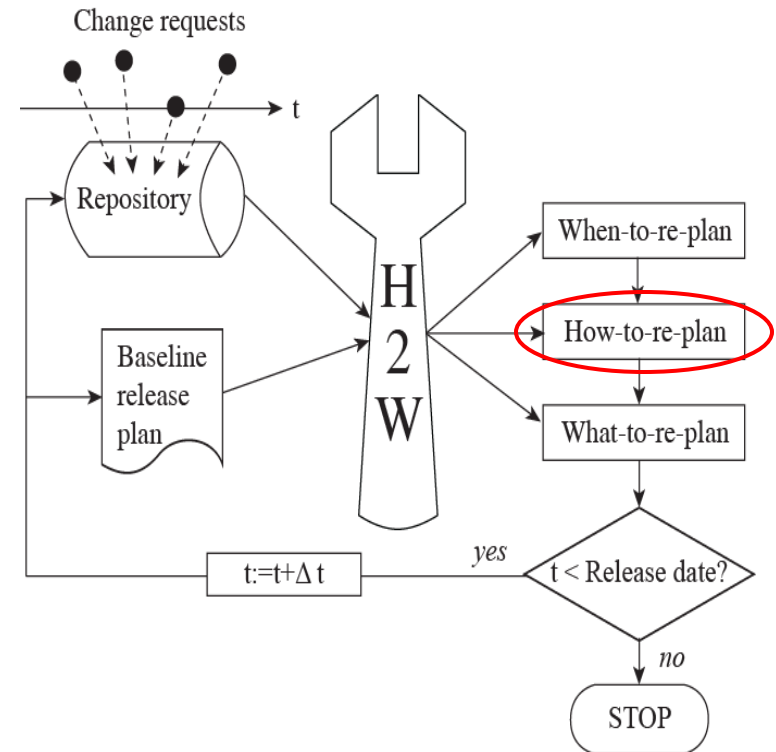 Change requests
t
Repository
When-to-re-plan
H
2
W
How-to-re-plan
Baseline
release
plan
What-to-re-plan
yes
t:=t+Δ t
t < Release date?
no
STOP